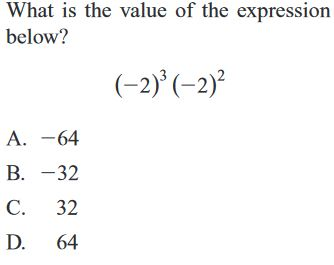 What is the value of the expression
below?
(−2)³ (−2)²
A. −64
B. −32
C. 32
D. 64